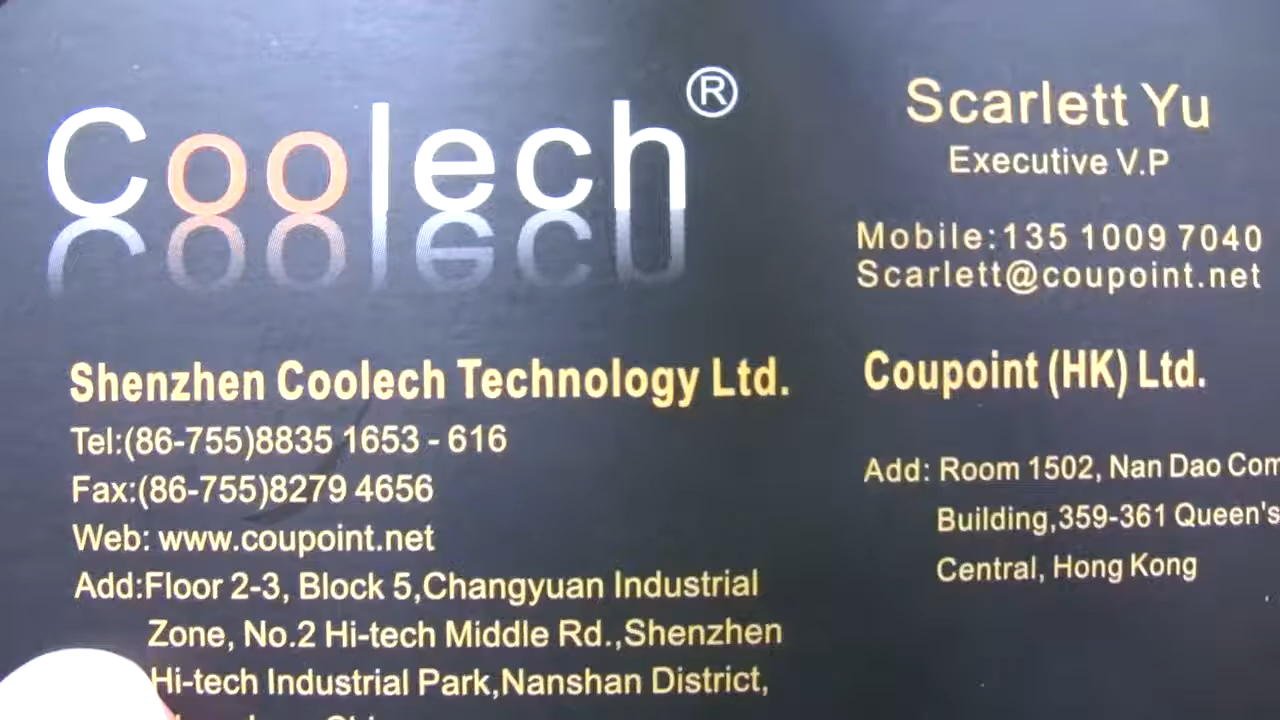 Coolech®
Shenzhen Coolech Technology Ltd.
Tel:(86-755)8835 1653 - 616
Fax:(86-755)8279 4656
Web: www.coupoint.net
Add:Floor 2-3, Block 5,Changyuan Industrial
Zone, No.2 Hi-tech Middle Rd.,Shenzhen
Hi-tech Industrial Park,Nanshan District,
Scarlett Yu
Executive V.P
Mobile:135 1009 7040
Scarlett@coupoint.net
Coupoint (HK) Ltd.
Add: Room 1502, Nan Dao
Building,359-361 Queen's
Central, Hong Kong